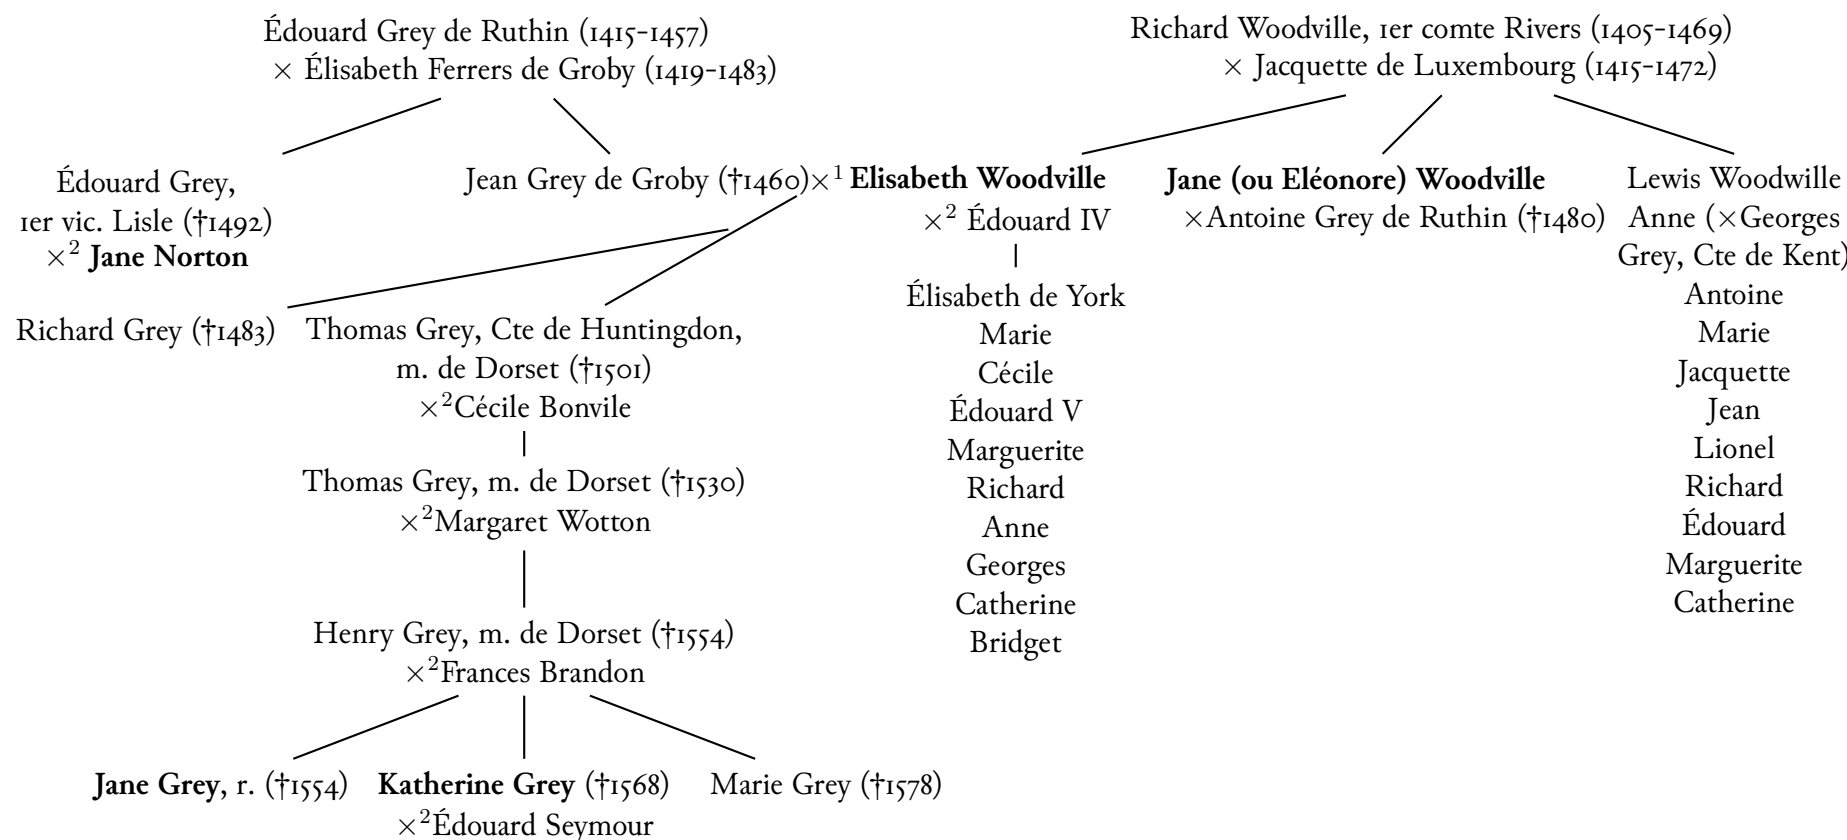 Édouard Grey de Ruthin (1415-1457)
× Élisabeth Ferrers de Groby (1419-1483)
Richard Woodville, 1er comte Rivers (1405-1469)
× Jacquette de Luxembourg (1415-1472)
Édouard Grey,
1er vic. Lisle (†1492)
×² Jane Norton
Jean Grey de Groby (†1460)×¹ Elisabeth Woodville
×² Édouard IV
Jane (ou Eléonore) Woodville
×Antoine Grey de Ruthin (†1480)
Lewis Woodwille
Anne (×Georges
Grey, Cte de Kent)
Antoine
Marie
Jacquette
Jean
Lionel
Richard
Édouard
Marguerite
Catherine
Élisabeth de York
Marie
Cécile
Édouard V
Marguerite
Richard
Anne
Georges
Catherine
Bridget
Richard Grey (†1483)
Thomas Grey, Cte de Huntingdon,
m. de Dorset (†1501)
×²Cécile Bonvile
Thomas Grey, m. de Dorset (†1530)
×²Margaret Wotton
Henry Grey, m. de Dorset (†1554)
×²Frances Brandon
Jane Grey, r. (†1554)
Katherine Grey (†1568)
×²Édouard Seymour
Marie Grey (†1578)